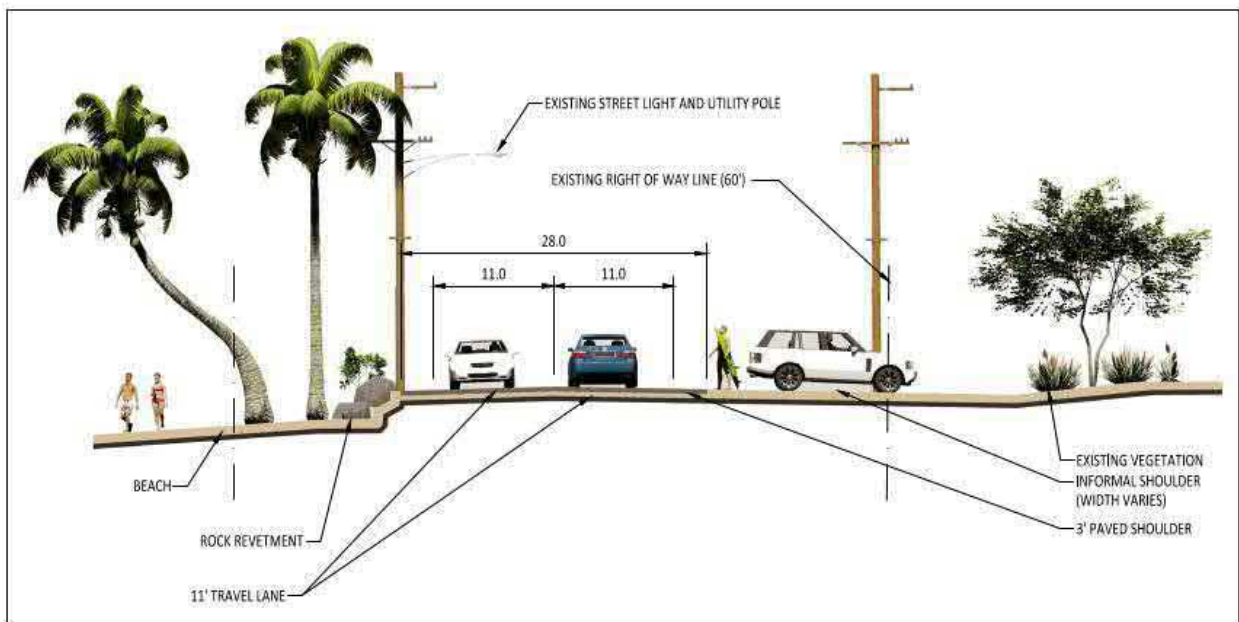 EXISTING STREET LIGHT AND UTILITY POLE
EXISTING RIGHT OF WAY LINE (60')
28.0
11.0
11.0
BEACH
ROCK REVETMENT
11' TRAVEL LANE
EXISTING VEGETATION
INFORMAL SHOULDER
(WIDTH VARIES)
3' PAVED SHOULDER